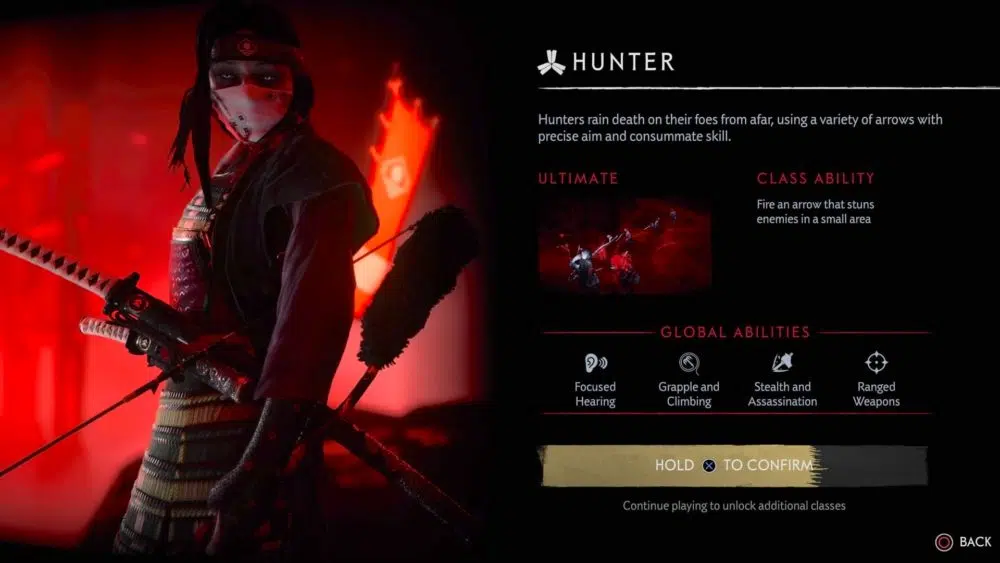 HUNTER
Hunters rain death on their foes from afar, using a variety of arrows with
precise aim and consummate skill.
ULTIMATE
CLASS ABILITY
Fire an arrow that stuns
enemies in a small area
GLOBAL ABILITIES
Focused
Hearing
Grapple and
Climbing
Stealth and
Assassination
Ranged
Weapons
HOLD TO CONFIRM
Continue playing to unlock additional classes
BACK